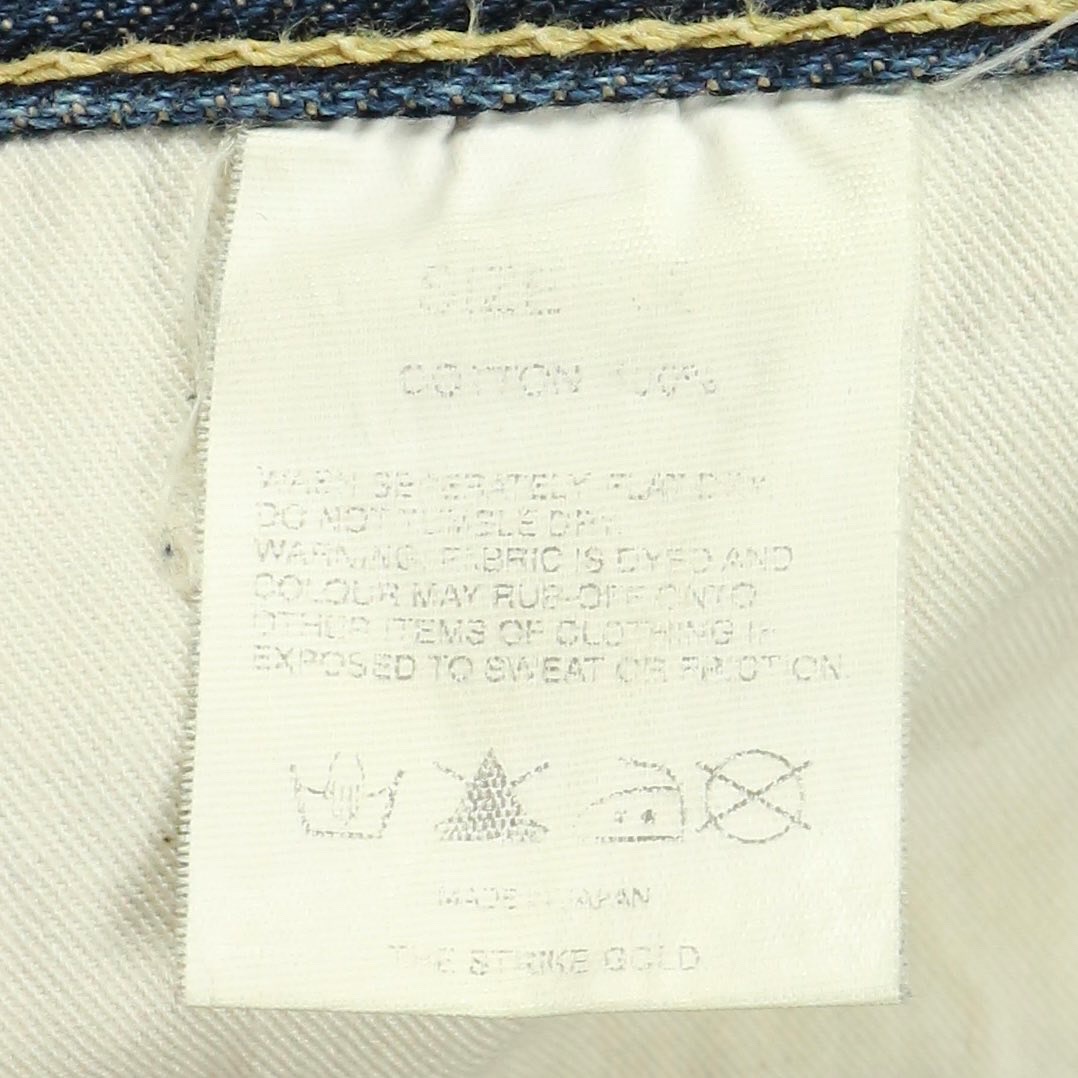 SIZE
COTTON 100%
WASH SEPERATELY. FLAT DRY.
DO NOT TUMBLE DRY.
WARNING. FABRIC IS DYED AND
COLOUR MAY RUB-OFF ONTO
OTHER ITEMS OF CLOTHING IF
EXPOSED TO SWEAT OR FRICTION.
MADE IN JAPAN
THE STRIKE GOLD